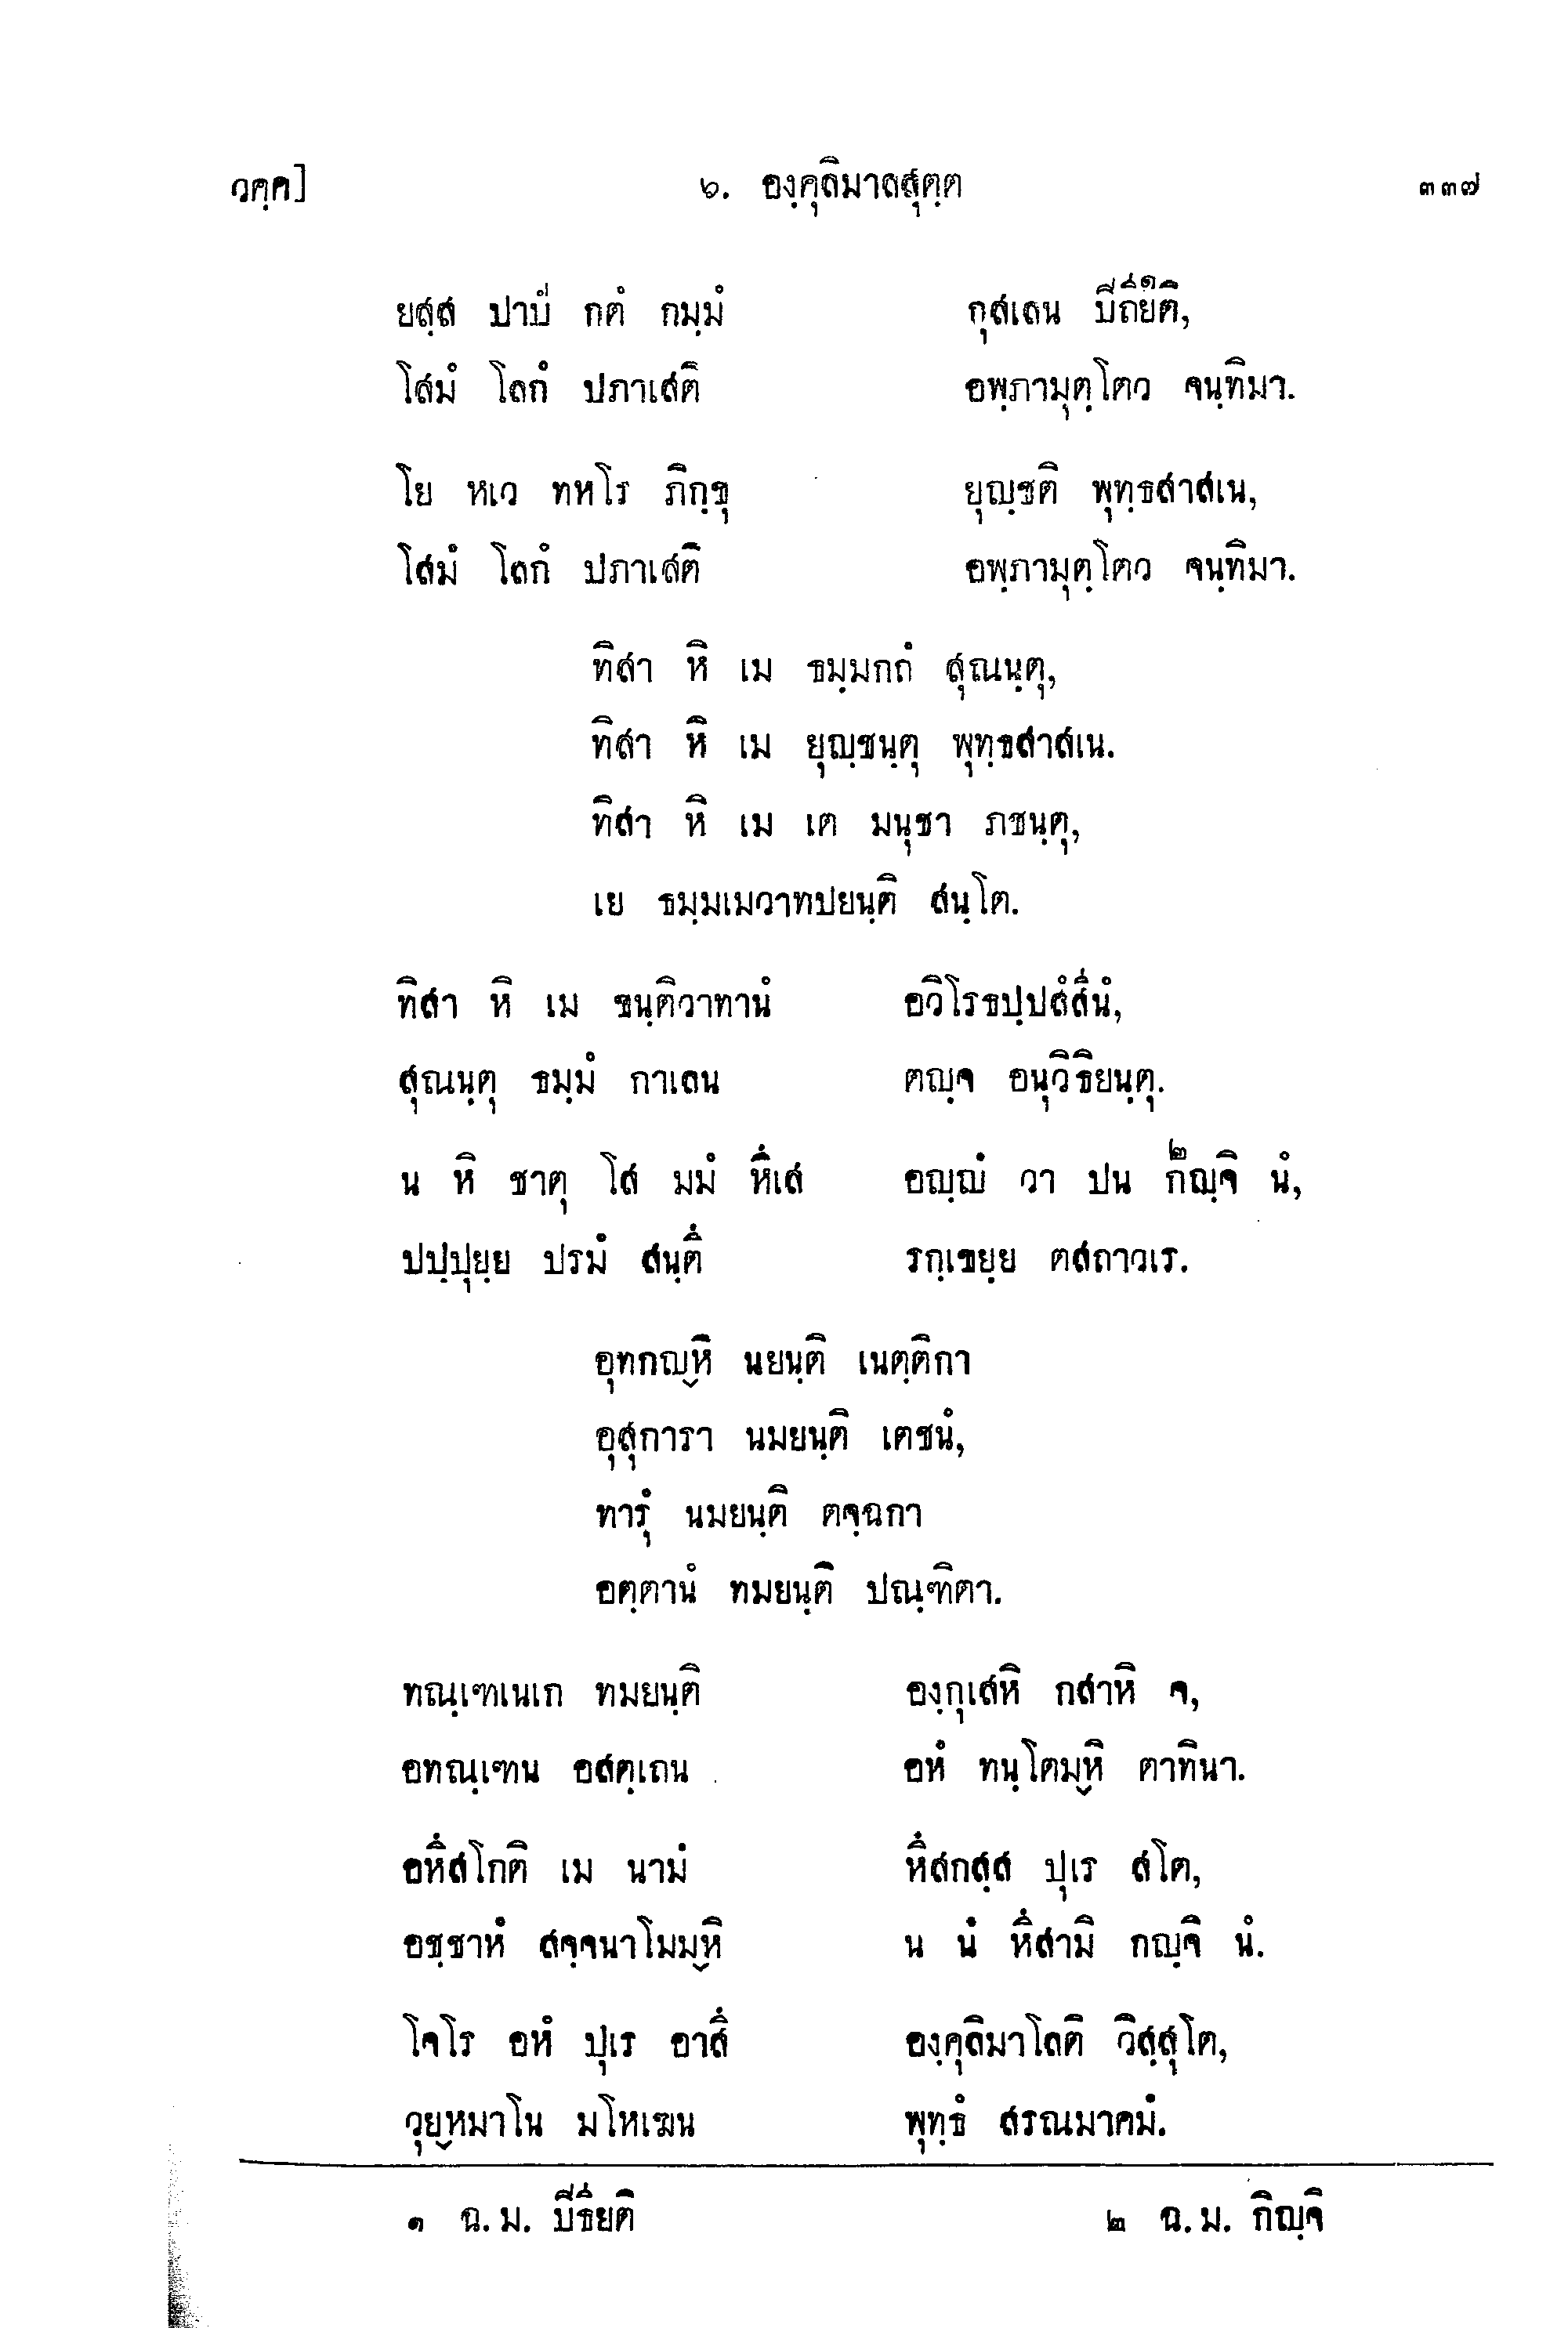 วคฺค] ๖. องฺคุลิมาลสุตฺต ๓๓๗
ยสฺส ปาปํ กตํ กมฺมํ กุสเลน ปิถิยติ,๑
โสมํ โลกํ ปภาเสติ อพฺภามุตฺโตว จนฺทิมา.
โย หเว ทหโร ภิกฺขุ ยุญฺชติ พุทฺธสาสเน,
โสมํ โลกํ ปภาเสติ อพฺภามุตฺโตว จนฺทิมา.
ทิสา หิ เม ธมฺมกถํ สุณนฺตุ,
ทิสา หิ เม ยุญฺชนฺตุ พุทฺธสาสเน.
ทิสา หิ เม เต มนุชา ภชนฺตุ,
เย ธมฺมเมวาทปยนฺติ สนฺโต.
ทิสา หิ เม ขนฺติวาทานํ อวิโรธปฺปสํสินํ,
สุณนฺตุ ธมฺมํ กาเลน ตญฺจ อนุวิธิยนฺตุ.
น หิ ชาตุ โส มมํ หึเส อญฺญํ วา ปน กิญฺจิ๒ นํ,
ปปฺปุยฺย ปรมํ สนฺตึ รกฺเขยฺย ตสถาวเร.
อุทกญฺหิ นยนฺติ เนตฺติกา
อุสุการา นมยนฺติ เตชนํ,
ทารุํ นมยนฺติ ตจฺฉกา
อตฺตานํ ทมยนฺติ ปณฺฑิตา.
ทณฺเฑเนเก ทมยนฺติ องฺกุเสหิ กสาหิ จ,
อทณฺเฑน อสตฺเถน อหํ ทนฺโตมฺหิ ตาทินา.
อหึสโกติ เม นามํ หึสกสฺส ปุเร สโต,
อชฺชาหํ สจฺจนาโมมฺหิ น นํ หึสามิ กญฺจิ นํ.
โจโร อหํ ปุเร อาสึ องฺคุลิมาโลติ วิสฺสุโต,
วุยฺหมาโน มโหเฆน พุทฺธํ สรณมาคมํ.
๑ ฉ. ม. ปิธิยติ ๒ ฉ. ม. กิญฺจิ